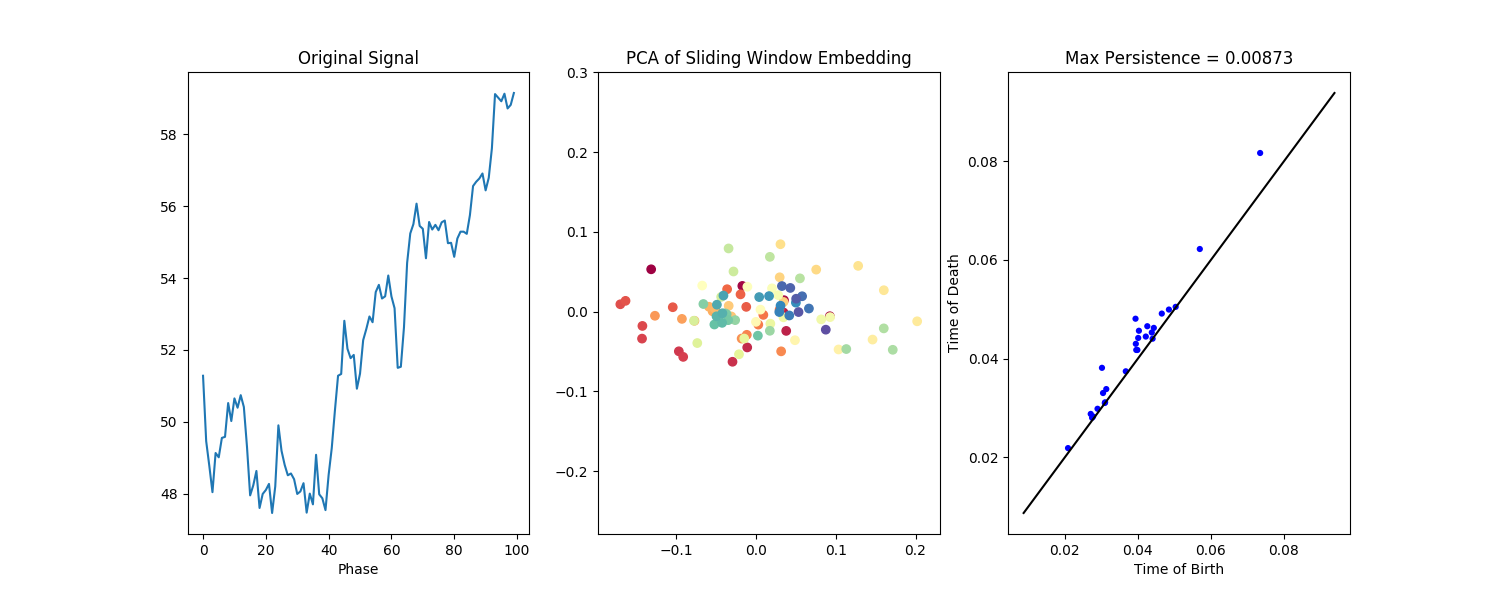 Original Signal
58
56
54
52
50
48
0 20 40 60 80 100
Phase
PCA of Sliding Window Embedding
0.3
0.2
0.1
0.0
−0.1
−0.2
−0.1 0.0 0.1 0.2
Max Persistence = 0.00873
Time of Death
0.08
0.06
0.04
0.02
0.02 0.04 0.06 0.08
Time of Birth